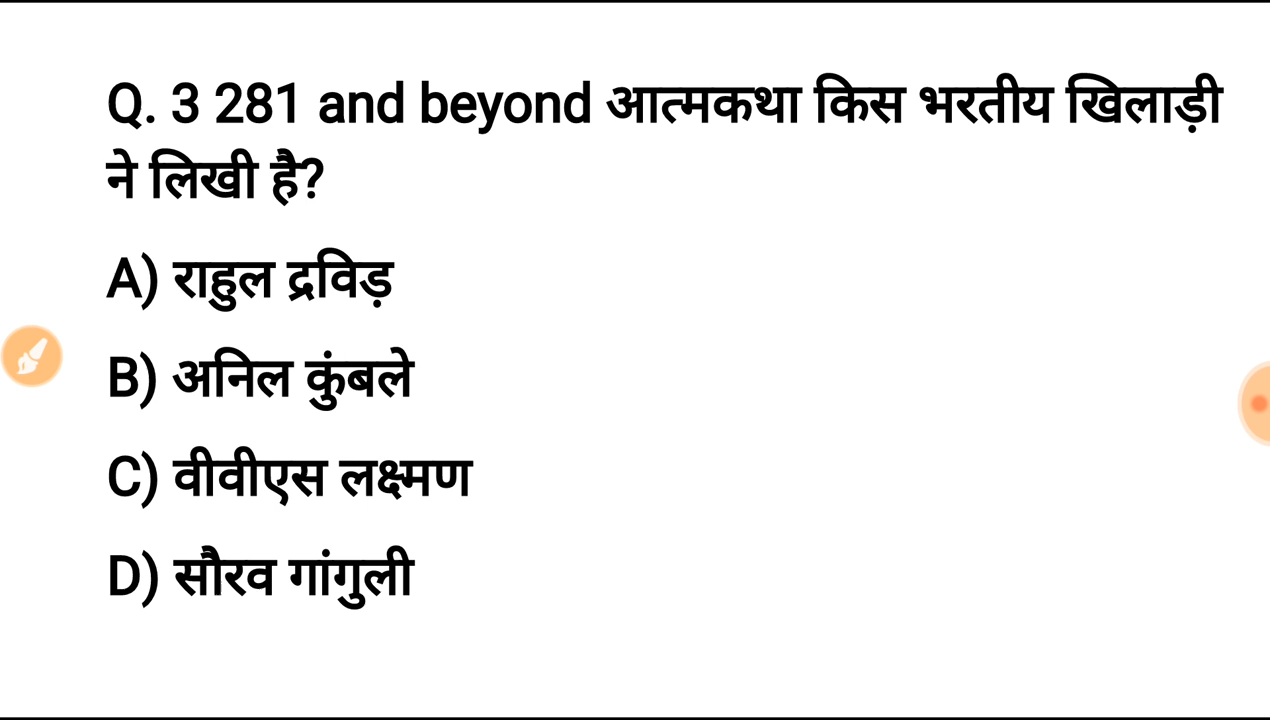 Q. 3 281 and beyond आत्मकथा किस भरतीय खिलाड़ी
ने लिखी है?
A) राहुल द्रविड़
B) अनिल कुंबले
C) वीवीएस लक्ष्मण
D) सौरव गांगुली